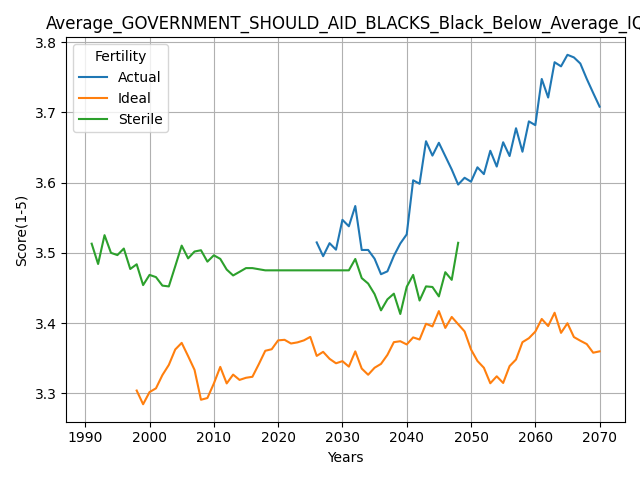 Average_GOVERNMENT_SHOULD_AID_BLACKS_Black_Below_Average_IQ
Fertility
Actual
Ideal
Sterile
Score(1-5)
3.8
3.7
3.6
3.5
3.4
3.3
1990 2000 2010 2020 2030 2040 2050 2060 2070
Years